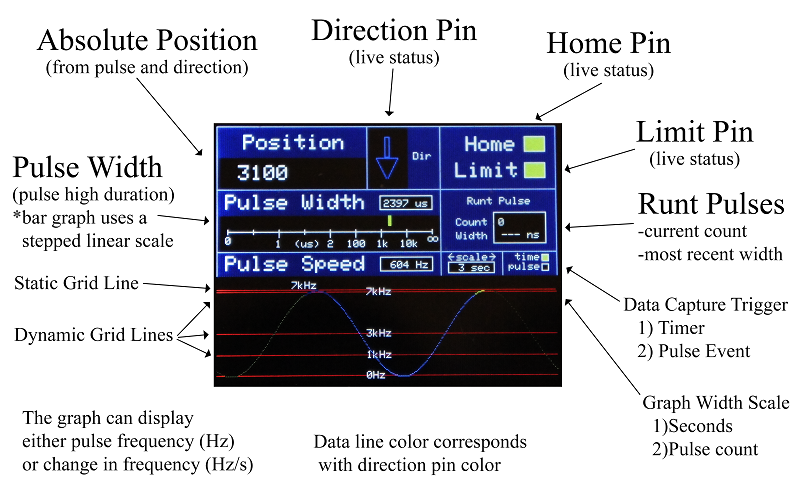 Absolute Position
(from pulse and direction)
Direction Pin
(live status)
Home Pin
(live status)
Limit Pin
(live status)
Pulse Width
(pulse high duration)
*bar graph uses a
stepped linear scale
Runt Pulses
-current count
-most recent width
Static Grid Line
Dynamic Grid Lines
Data Capture Trigger
1) Timer
2) Pulse Event
Graph Width Scale
1)Seconds
2)Pulse count
Position
3100
Dir
Home
Limit
Pulse Width 2397 us
0 1 (us) 2 100 1k 10k ∞
Runt Pulse
Count 0
Width --- ns
Pulse Speed 604 Hz
←scale→
3 sec
time
pulse
7kHz
7kHz
3kHz
1kHz
0Hz
The graph can display
either pulse frequency (Hz)
or change in frequency (Hz/s)
Data line color corresponds
with direction pin color